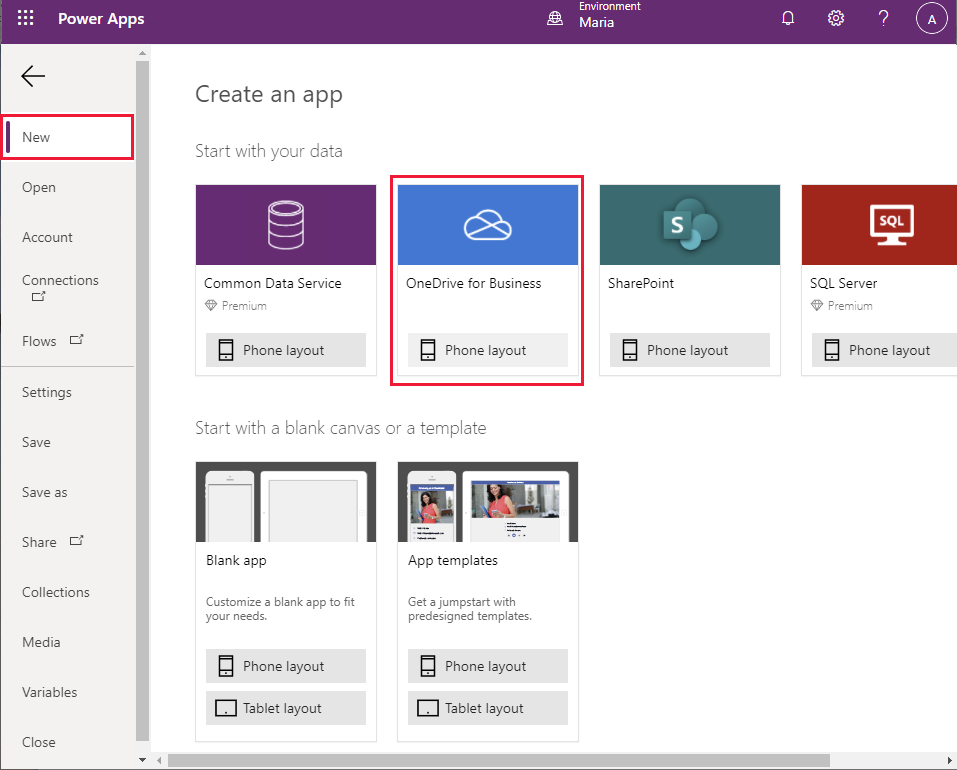 Power Apps
Environment
Maria
?
A
New
Open
Account
Connections
Flows
Settings
Save
Save as
Share
Collections
Media
Variables
Close
Create an app
Start with your data
S
SQL
Common Data Service
Premium
Phone layout
OneDrive for Business
Phone layout
SharePoint
Phone layout
SQL Server
Premium
Phone layout
Start with a blank canvas or a template
Blank app
Customize a blank app to fit
your needs.
Phone layout
Tablet layout
App templates
Get a jumpstart with
predesigned templates.
Phone layout
Tablet layout